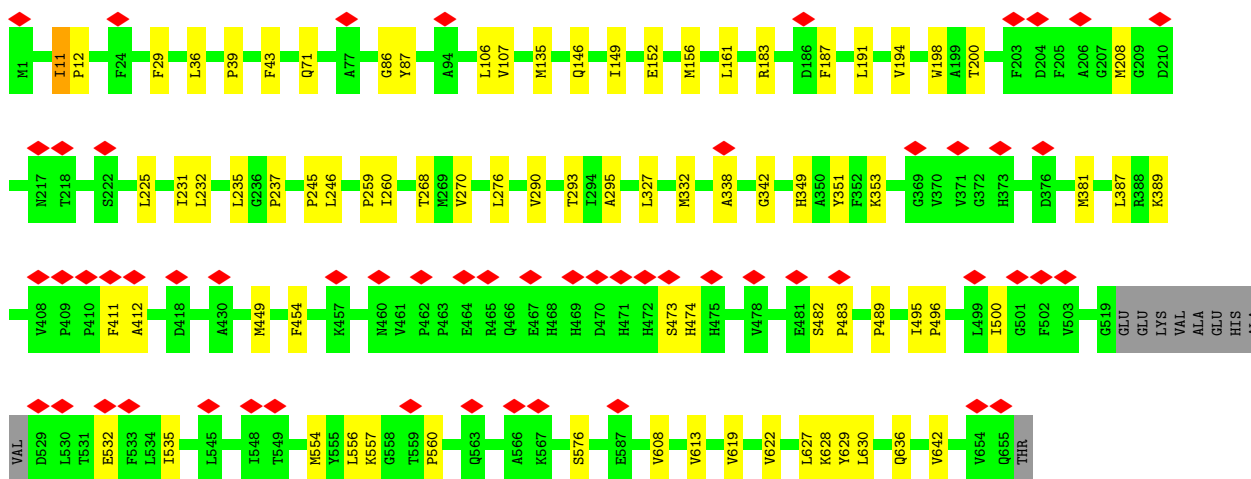 M1 I11 P12 F24 F29 L36 P39 F43 Q71 A77 G86 Y87 A94 L106 V107 M135 Q146 I149 E152 M156 L161 R183 D186 F187 L191 V194 W198 A199 T200 F203 D204 F205 A206 G207 M208 G209 D210
N217 T218 S222 L225 I231 L232 L235 G236 P237 P245 L246 P259 I260 T268 M269 V270 L276 V290 T293 I294 A295 L327 M332 A338 G342 H349 A350 Y351 F352 K353 G369 V370 V371 G372 H373 D376 M381 L387 R388 K389
V408 P409 P410 F411 A412 D418 A430 M449 F454 K457 N460 V461 P462 P463 E464 R465 Q466 E467 H468 H469 D470 H471 H472 S473 H474 H475 V478 E481 S482 P483 P489 I495 P496 L499 I500 G501 F502 V503 G519 GLU GLU LYS VAL ALA GLU HIS
VAL D529 L530 T531 E532 F533 L534 I535 L545 I548 T549 M554 Y555 L556 K557 G558 T559 P560 Q563 A566 K567 S576 E587 V608 V613 V619 V622 L627 K628 Y629 L630 Q636 V642 V654 Q655 THR